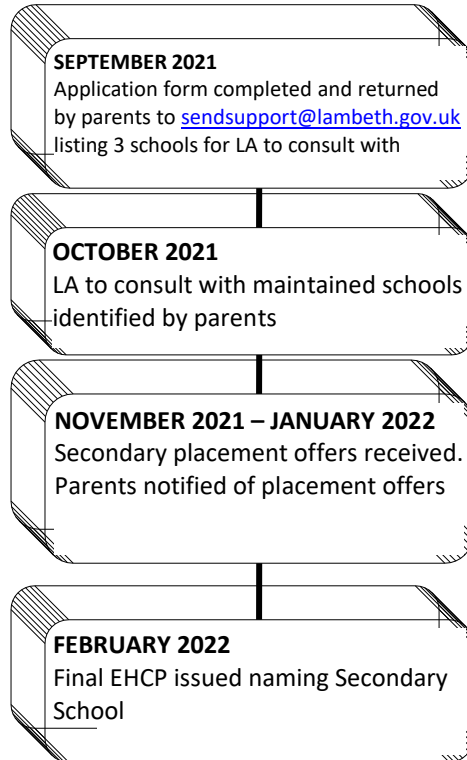 SEPTEMBER 2021
Application form completed and returned
by parents to sendsupport@lambeth.gov.uk
listing 3 schools for LA to consult with
OCTOBER 2021
LA to consult with maintained schools
identified by parents
NOVEMBER 2021 – JANUARY 2022
Secondary placement offers received.
Parents notified of placement offers
FEBRUARY 2022
Final EHCP issued naming Secondary
School